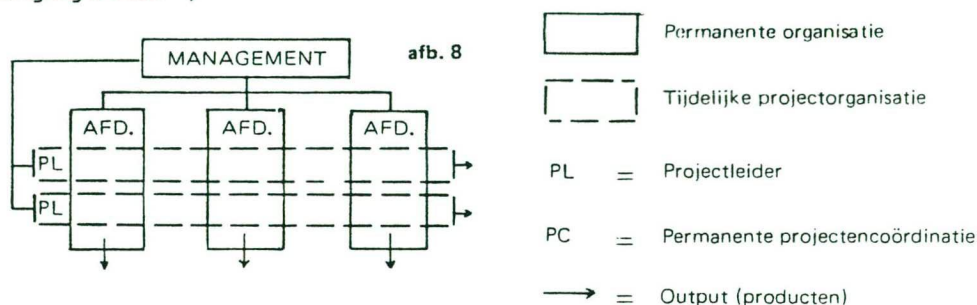 MANAGEMENT
afb. 8
AFD. AFD. AFD.
PL
PL
Permanente organisatie
Tijdelijke projectorganisatie
PL = Projectleider
PC = Permanente projectencoördinatie
→ = Output (producten)